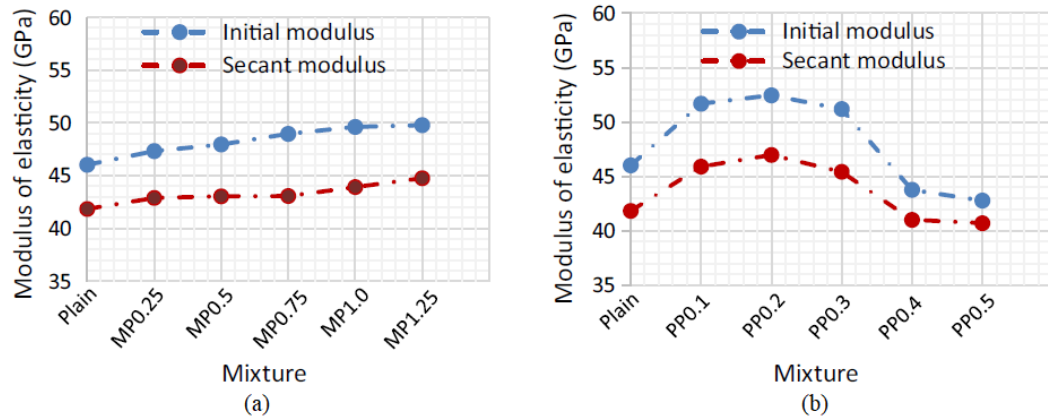 60
55
50
45
40
35
Modulus of elasticity (GPa)
Initial modulus
Secant modulus
Plain
MP0.25
MP0.5
MP0.75
MP1.0
MP1.25
Mixture
(a)
60
55
50
45
40
35
Modulus of elasticity (GPa)
Initial modulus
Secant modulus
Plain
PP0.1
PP0.2
PP0.3
PP0.4
PP0.5
Mixture
(b)